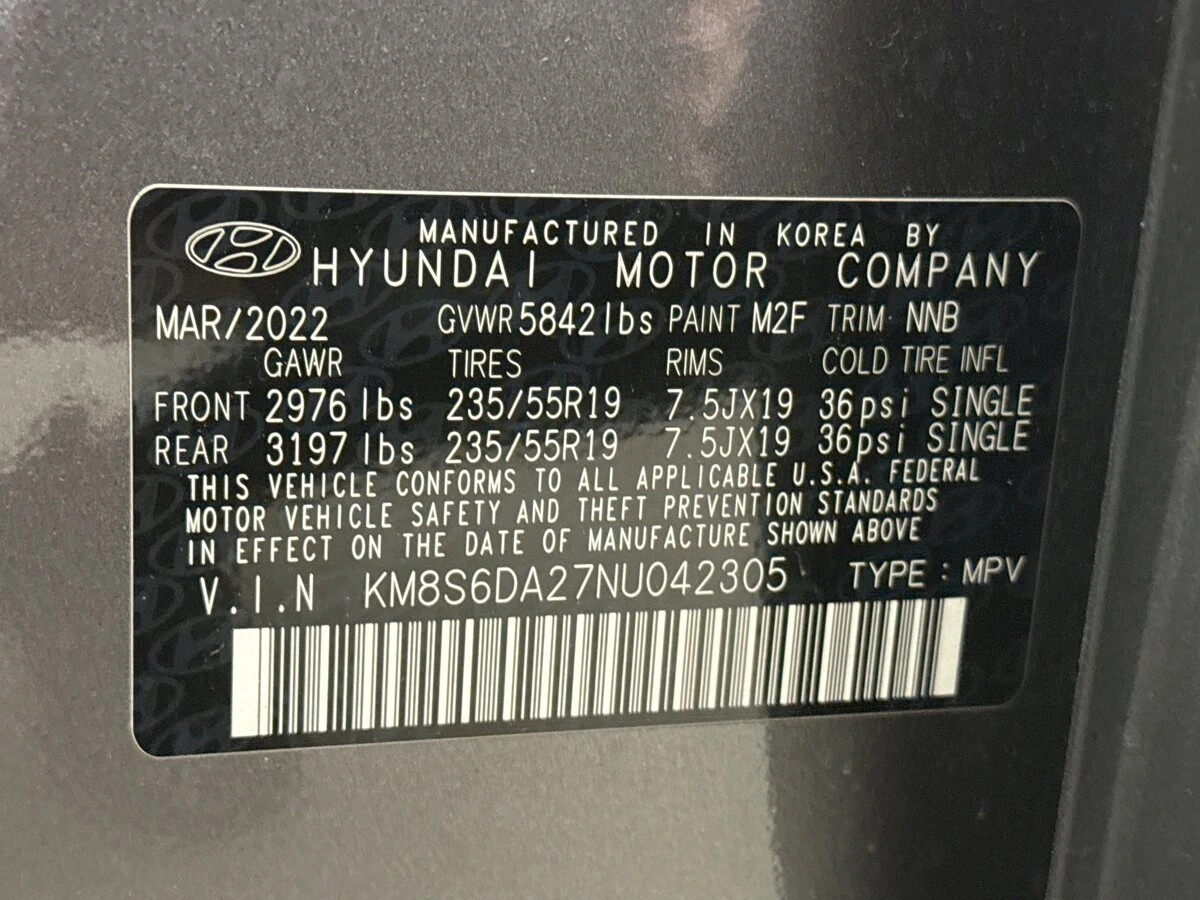 MANUFACTURED IN KOREA BY
HYUNDAI MOTOR COMPANY
MAR/2022 GVWR 5842 lbs PAINT M2F TRIM NNB
GAWR TIRES RIMS COLD TIRE INFL
FRONT 2976 lbs 235/55R19 7.5JX19 36psi SINGLE
REAR 3197 lbs 235/55R19 7.5JX19 36psi SINGLE
THIS VEHICLE CONFORMS TO ALL APPLICABLE U.S.A. FEDERAL
MOTOR VEHICLE SAFETY AND THEFT PREVENTION STANDARDS
IN EFFECT ON THE DATE OF MANUFACTURE SHOWN ABOVE
V.I.N KM8S6DA27NU042305 TYPE : MPV